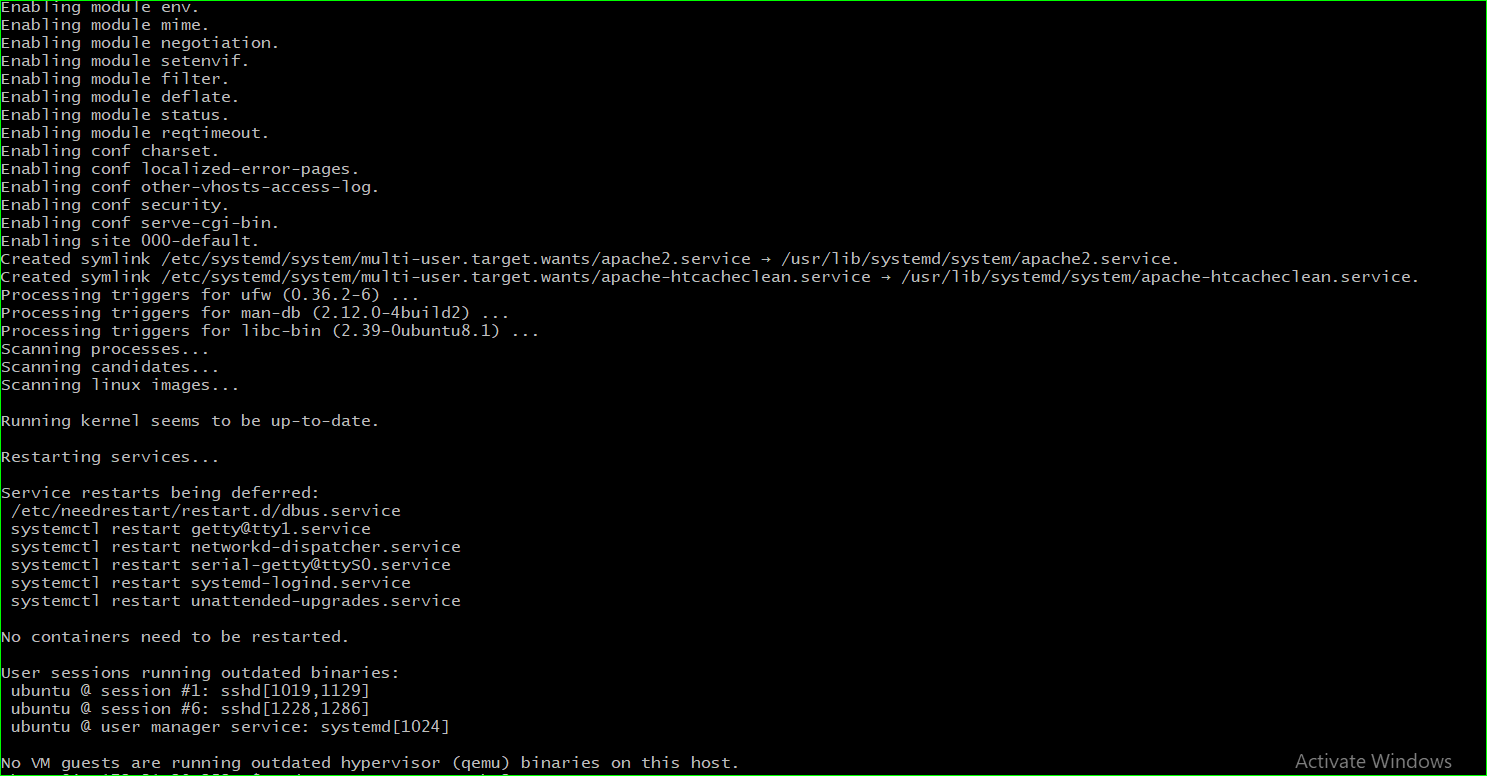 Enabling module env.
Enabling module mime.
Enabling module negotiation.
Enabling module setenvif.
Enabling module filter.
Enabling module deflate.
Enabling module status.
Enabling module reqtimeout.
Enabling conf charset.
Enabling conf localized-error-pages.
Enabling conf other-vhosts-access-log.
Enabling conf security.
Enabling conf serve-cgi-bin.
Enabling site 000-default.
Created symlink /etc/systemd/system/multi-user.target.wants/apache2.service → /usr/lib/systemd/system/apache2.service.
Created symlink /etc/systemd/system/multi-user.target.wants/apache-htcacheclean.service → /usr/lib/systemd/system/apache-htcacheclean.service.
Processing triggers for ufw (0.36.2-6) ...
Processing triggers for man-db (2.12.0-4build2) ...
Processing triggers for libc-bin (2.39-0ubuntu8.1) ...
Scanning processes...
Scanning candidates...
Scanning linux images...
Running kernel seems to be up-to-date.
Restarting services...
Service restarts being deferred:
/etc/needrestart/restart.d/dbus.service
systemctl restart getty@tty1.service
systemctl restart networkd-dispatcher.service
systemctl restart serial-getty@ttyS0.service
systemctl restart systemd-logind.service
systemctl restart unattended-upgrades.service
No containers need to be restarted.
User sessions running outdated binaries:
ubuntu @ session #1: sshd[1019,1129]
ubuntu @ session #6: sshd[1228,1286]
ubuntu @ user manager service: systemd[1024]
No VM guests are running outdated hypervisor (qemu) binaries on this host.
Activate Windows